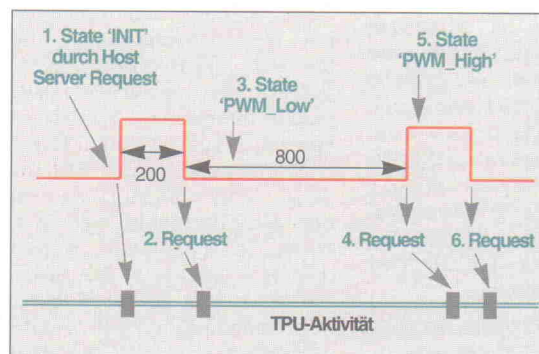 1. State ‘INIT’
durch Host
Server Request
5. State
‘PWM_High’
3. State
‘PWM_Low’
200
800
2. Request
4. Request
6. Request
TPU-Aktivität